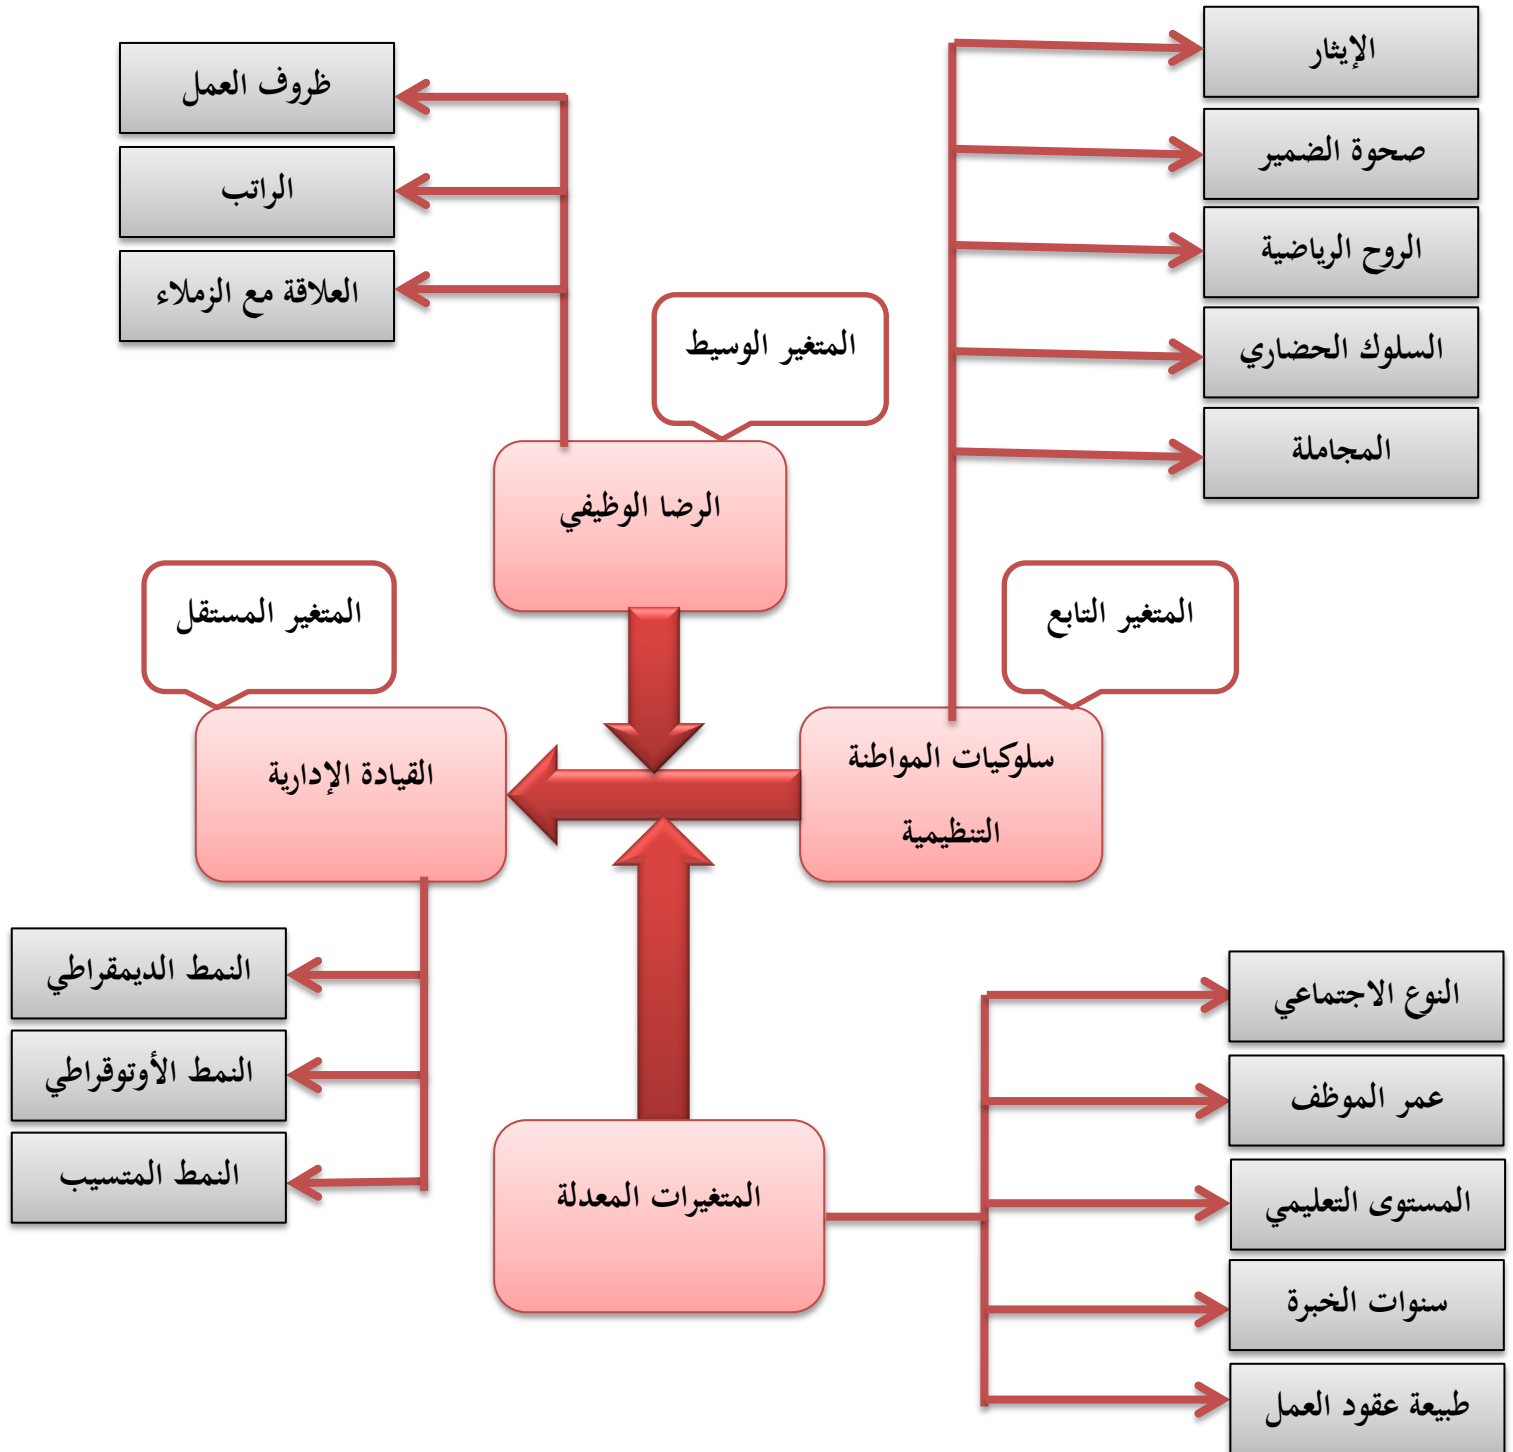 الإيثار
صحوة الضمير
الروح الرياضية
السلوك الحضاري
المجاملة
ظروف العمل
الراتب
العلاقة مع الزملاء
المتغير الوسيط
الرضا الوظيفي
المتغير التابع
المتغير المستقل
سلوكيات المواطنة
التنظيمية
القيادة الإدارية
النمط الديمقراطي
النمط الأوتوقراطي
النمط المتسيب
المتغيرات المعدلة
النوع الاجتماعي
عمر الموظف
المستوى التعليمي
سنوات الخبرة
طبيعة عقود العمل